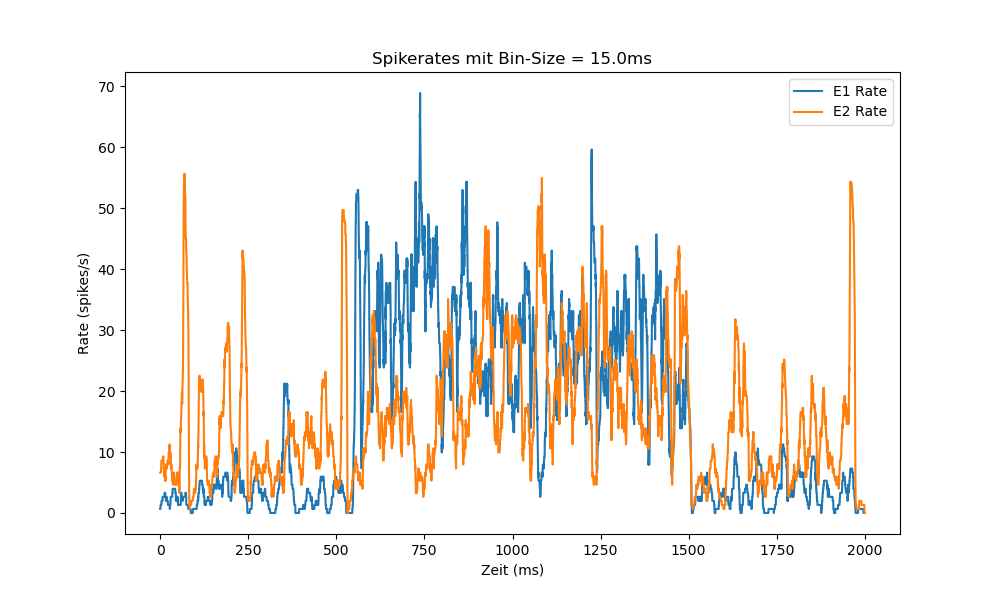 Spikerates mit Bin-Size = 15.0ms
E1 Rate
E2 Rate
70
60
50
40
30
20
10
0
Rate (spikes/s)
0 250 500 750 1000 1250 1500 1750 2000
Zeit (ms)